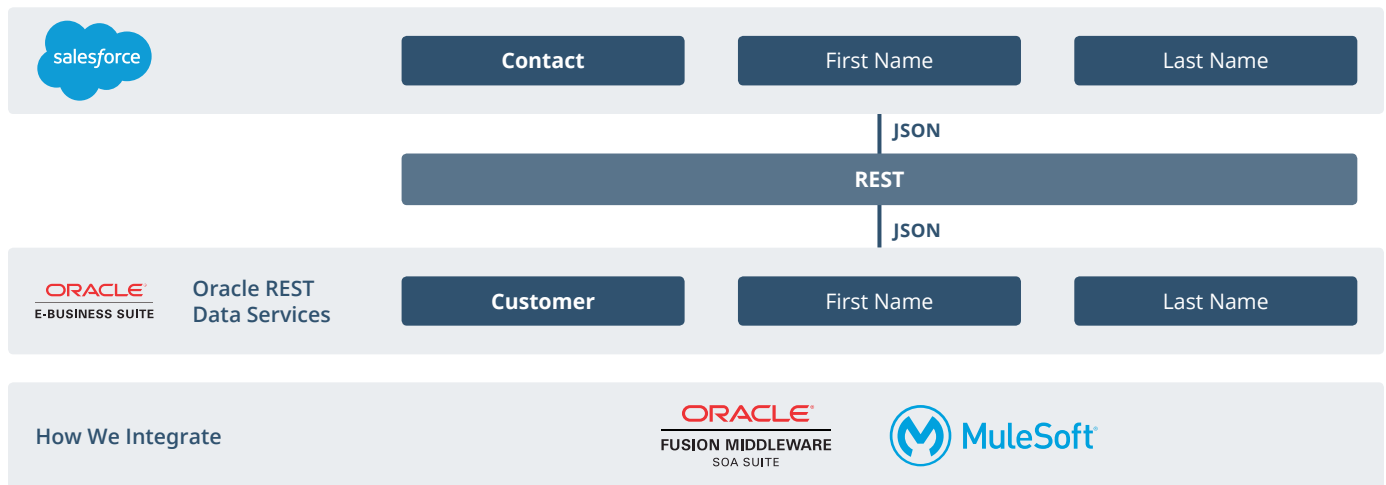 salesforce
Contact
First Name
Last Name
JSON
REST
JSON
ORACLE
E-BUSINESS SUITE
Oracle REST
Data Services
Customer
First Name
Last Name
How We Integrate
ORACLE
FUSION MIDDLEWARE
SOA SUITE
MuleSoft